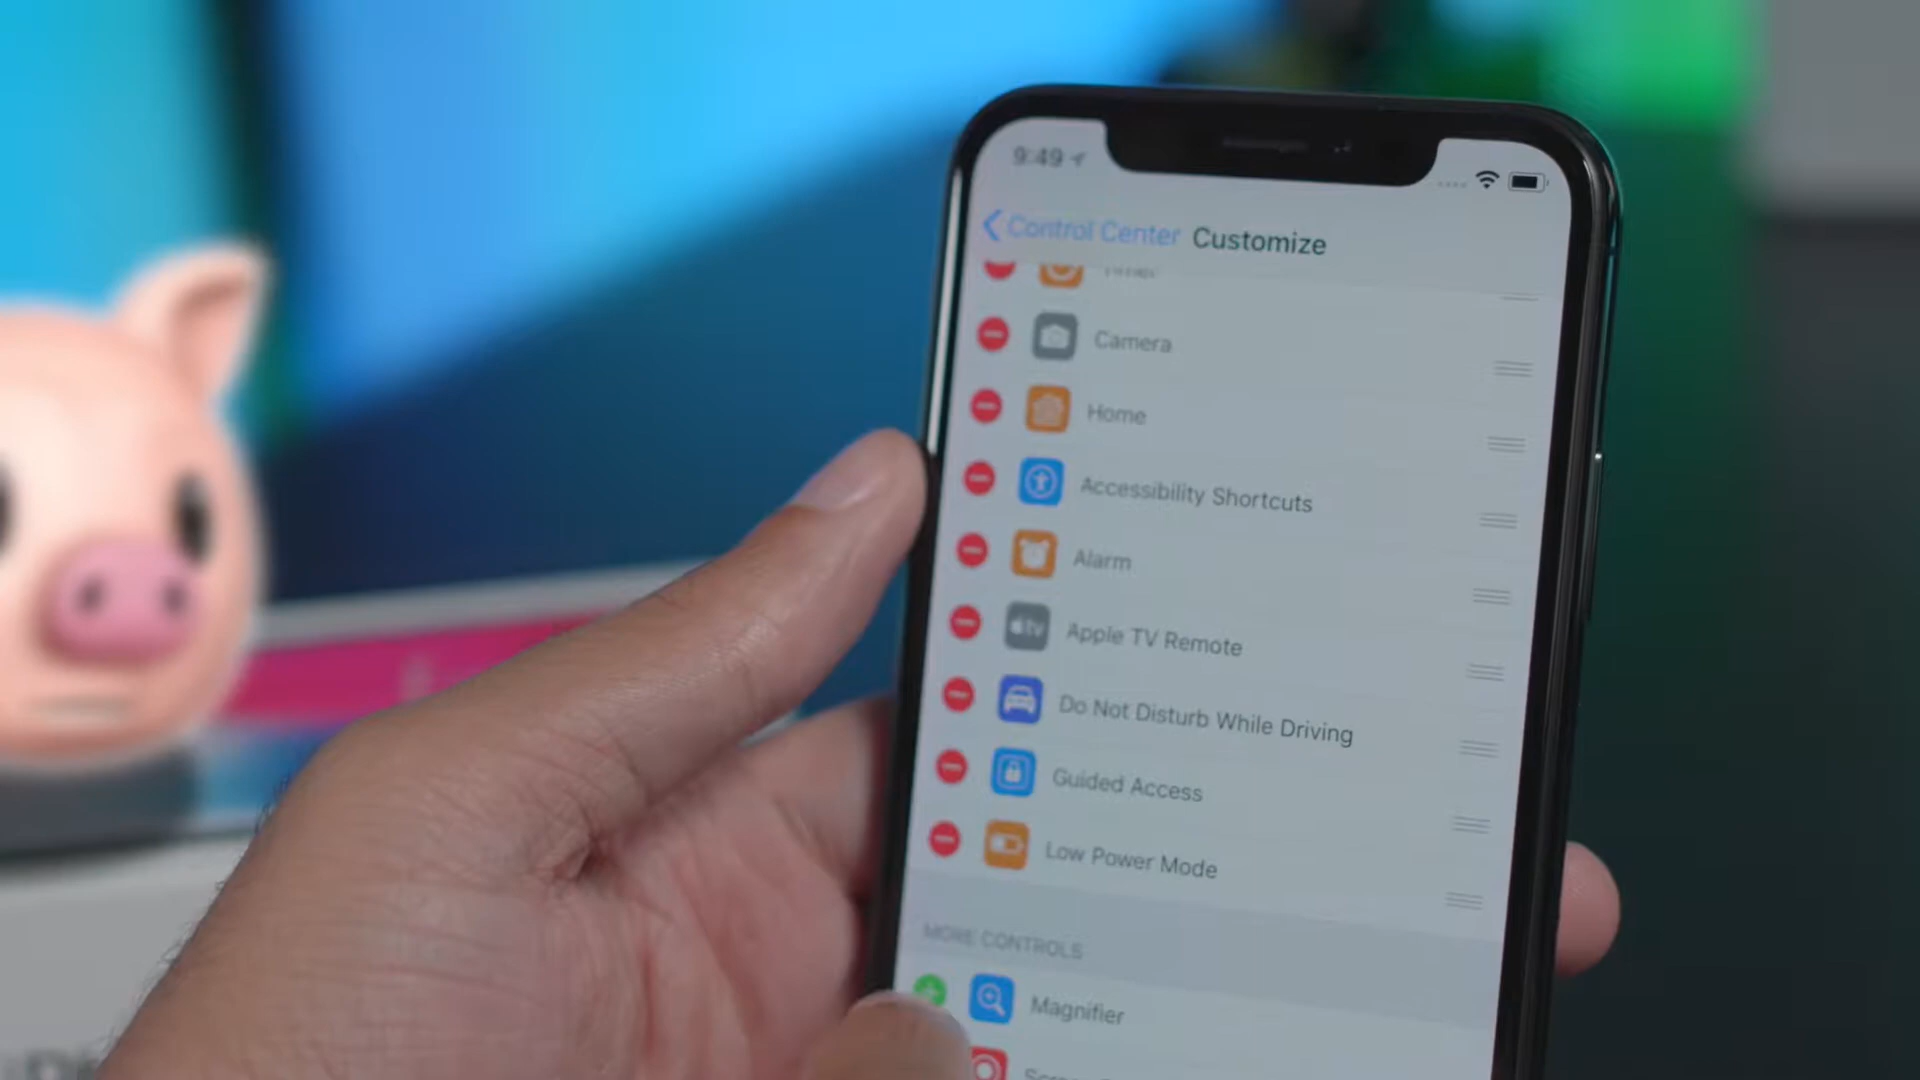 9:49
Control Center Customize
Camera
Home
Accessibility Shortcuts
Alarm
tv Apple TV Remote
Do Not Disturb While Driving
Guided Access
Low Power Mode
MORE CONTROLS
Magnifier